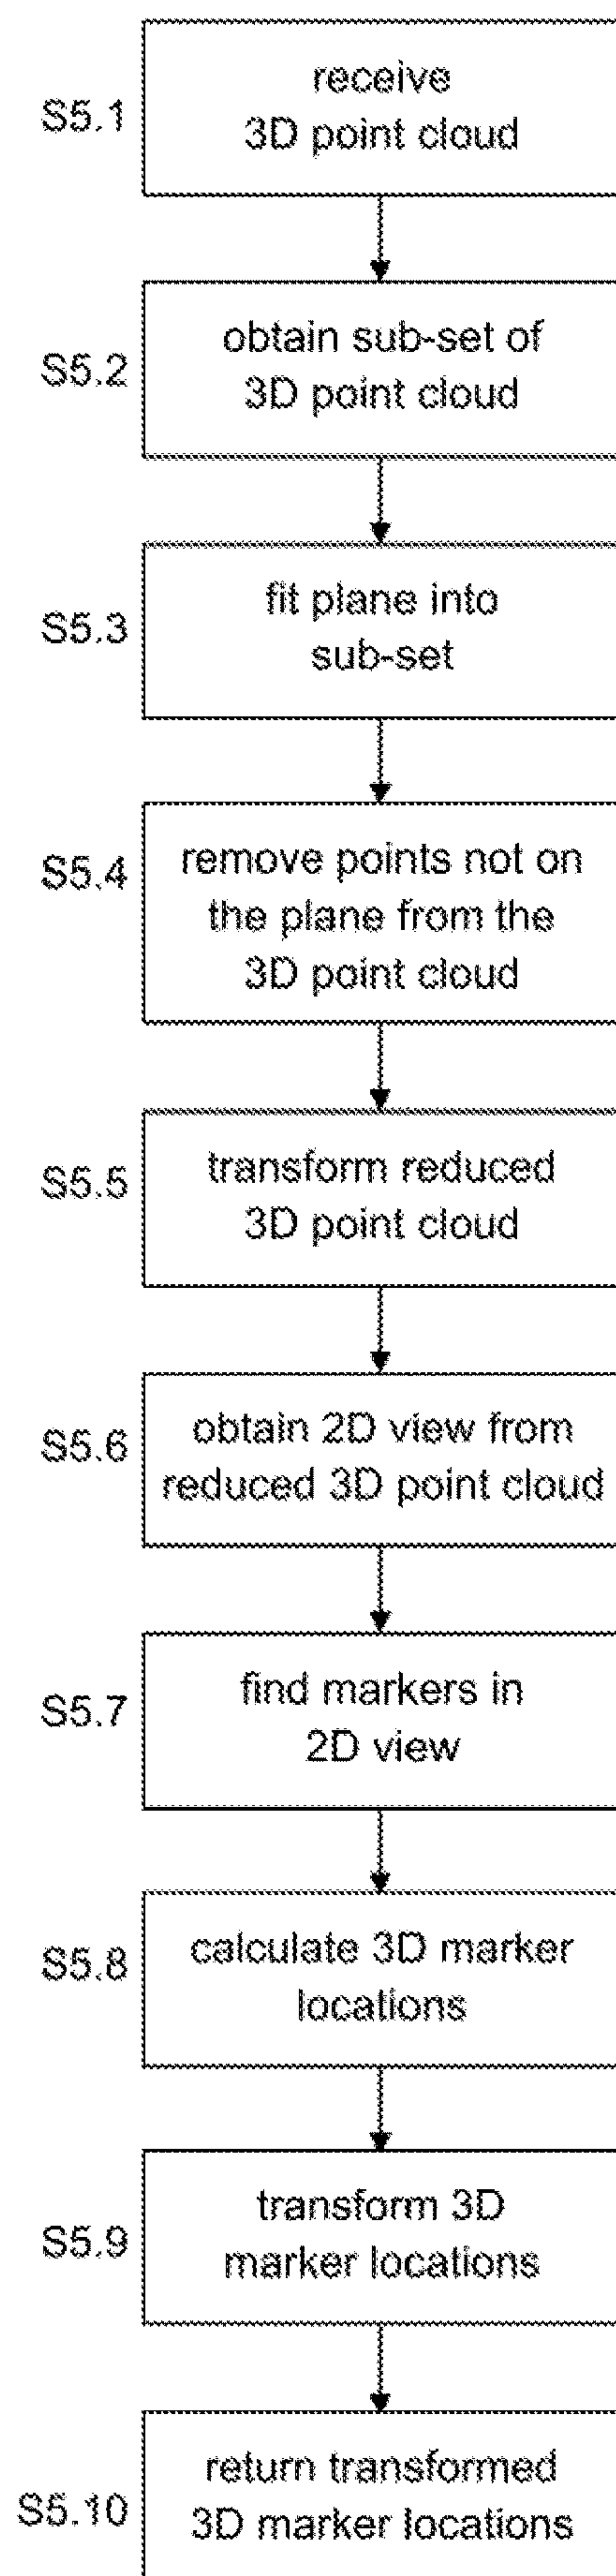 S5.1
receive
3D point cloud
S5.2
obtain sub-set of
3D point cloud
S5.3
fit plane into
sub-set
S5.4
remove points not on
the plane from the
3D point cloud
S5.5
transform reduced
3D point cloud
S5.6
obtain 2D view from
reduced 3D point cloud
S5.7
find markers in
2D view
S5.8
calculate 3D marker
locations
S5.9
transform 3D
marker locations
S5.10
return transformed
3D marker locations